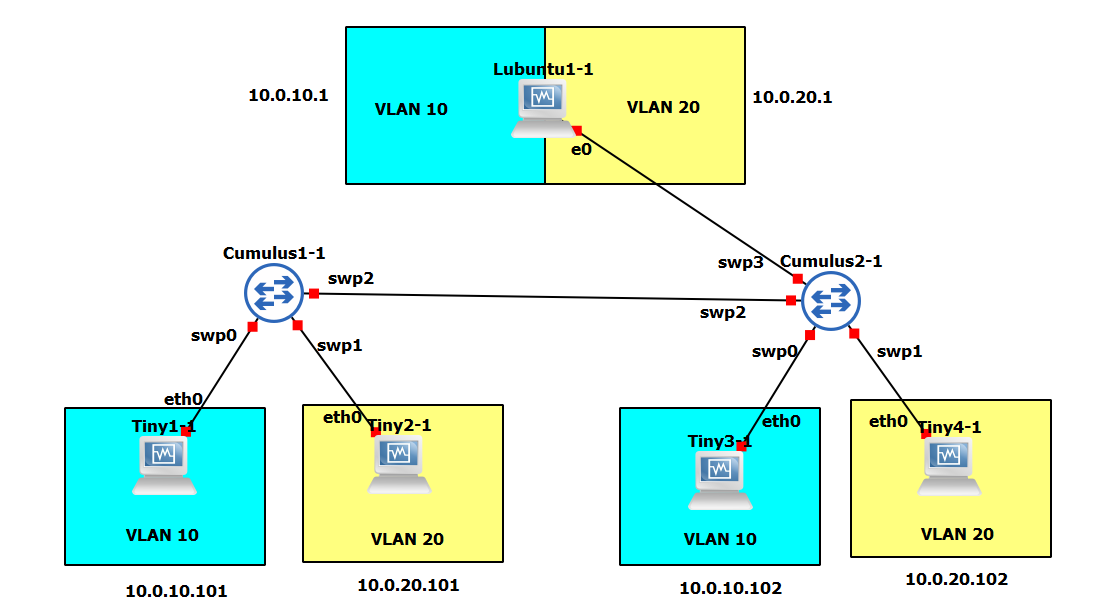 Lubuntu1-1
10.0.10.1
VLAN 10
VLAN 20
10.0.20.1
e0
Cumulus1-1
swp2
swp0
swp1
swp3
Cumulus2-1
swp2
swp0
swp1
eth0
Tiny1-1
VLAN 10
10.0.10.101
eth0
Tiny2-1
VLAN 20
10.0.20.101
eth0
Tiny3-1
VLAN 10
10.0.10.102
eth0
Tiny4-1
VLAN 20
10.0.20.102